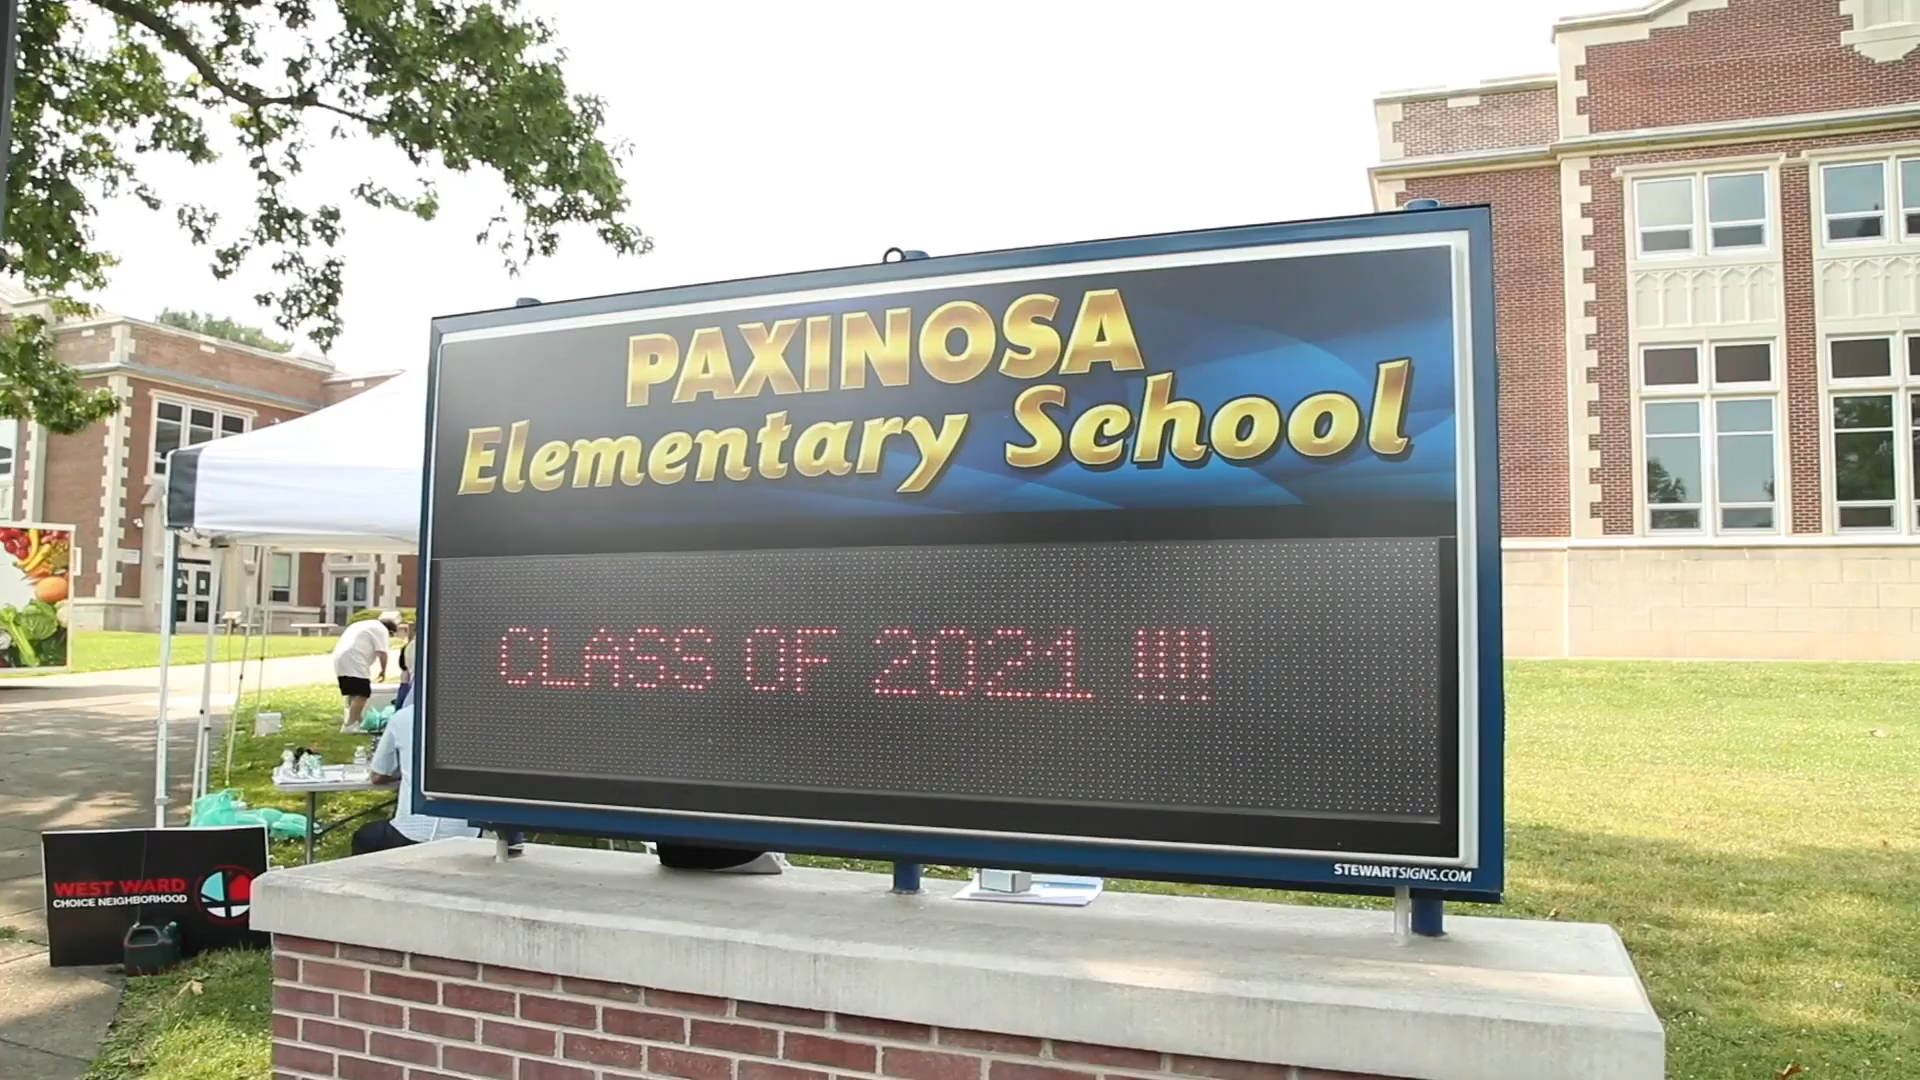 PAXINOSA
Elementary School
CLASS OF 2021 !!!!
STEWARTSIGNS.COM
WEST WARD
CHOICE NEIGHBORHOOD